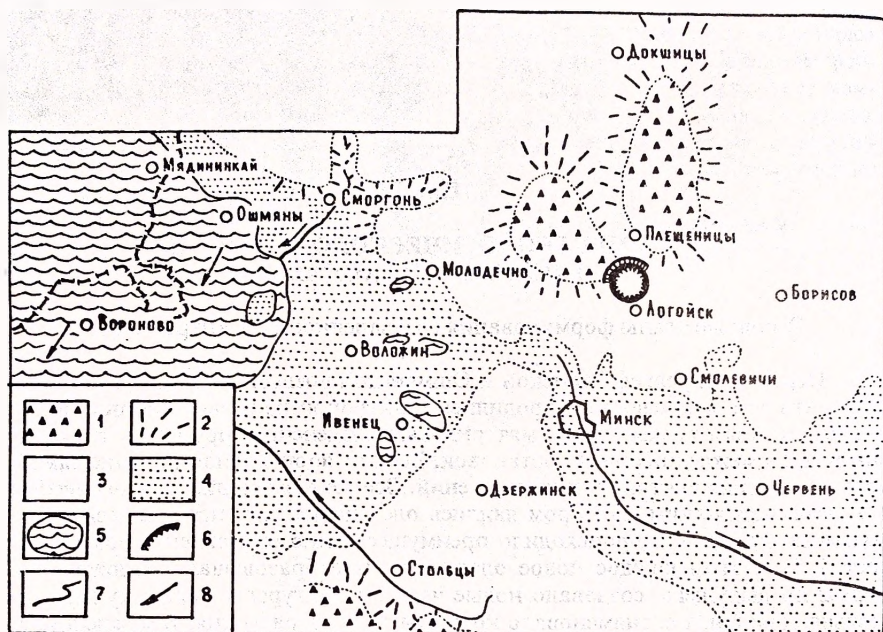 Докшицы
Мядининкай
Сморгонь
Ошмяны
Плещеницы
Молодечно
Борисов
Логойск
Вороново
Воложин
Смолевичи
Ивенец
Минск
Дзержинск
Червень
Столбцы
1 2
3 4
5 6
7 8